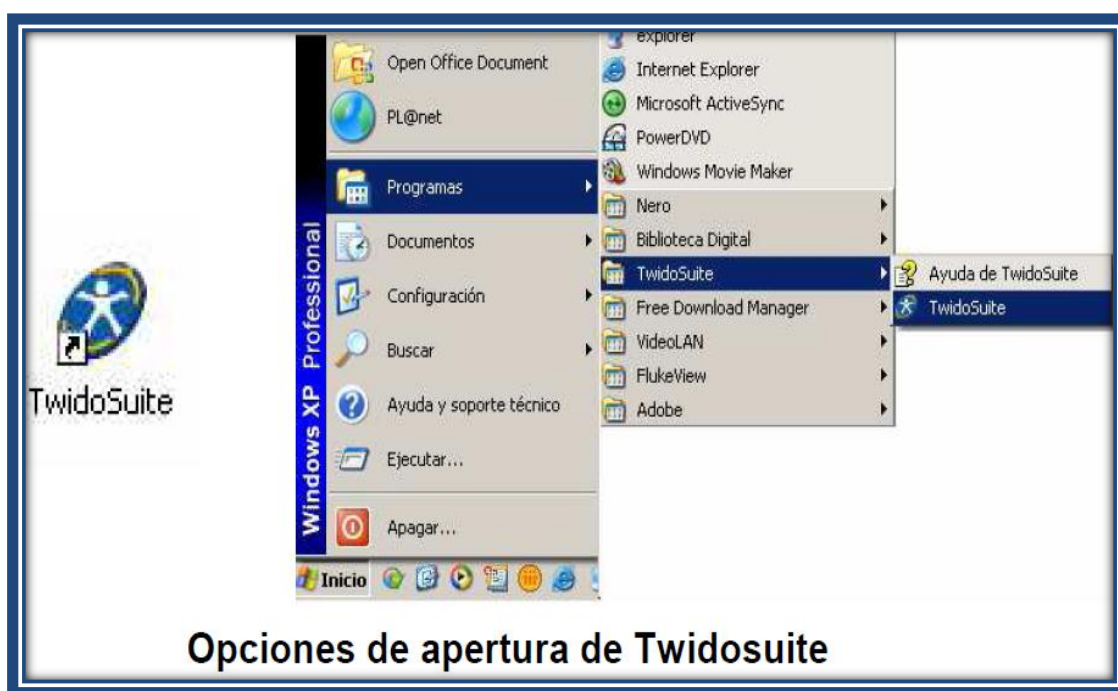 TwidoSuite
Windows XP Professional
Open Office Document
PL@net
Programas
Documentos
Configuración
Buscar
Ayuda y soporte técnico
Ejecutar...
Apagar...
Inicio
explorer
Internet Explorer
Microsoft ActiveSync
PowerDVD
Windows Movie Maker
Nero
Biblioteca Digital
TwidoSuite
Free Download Manager
VideoLAN
FlukeView
Adobe
Ayuda de TwidoSuite
TwidoSuite
Opciones de apertura de Twidosuite